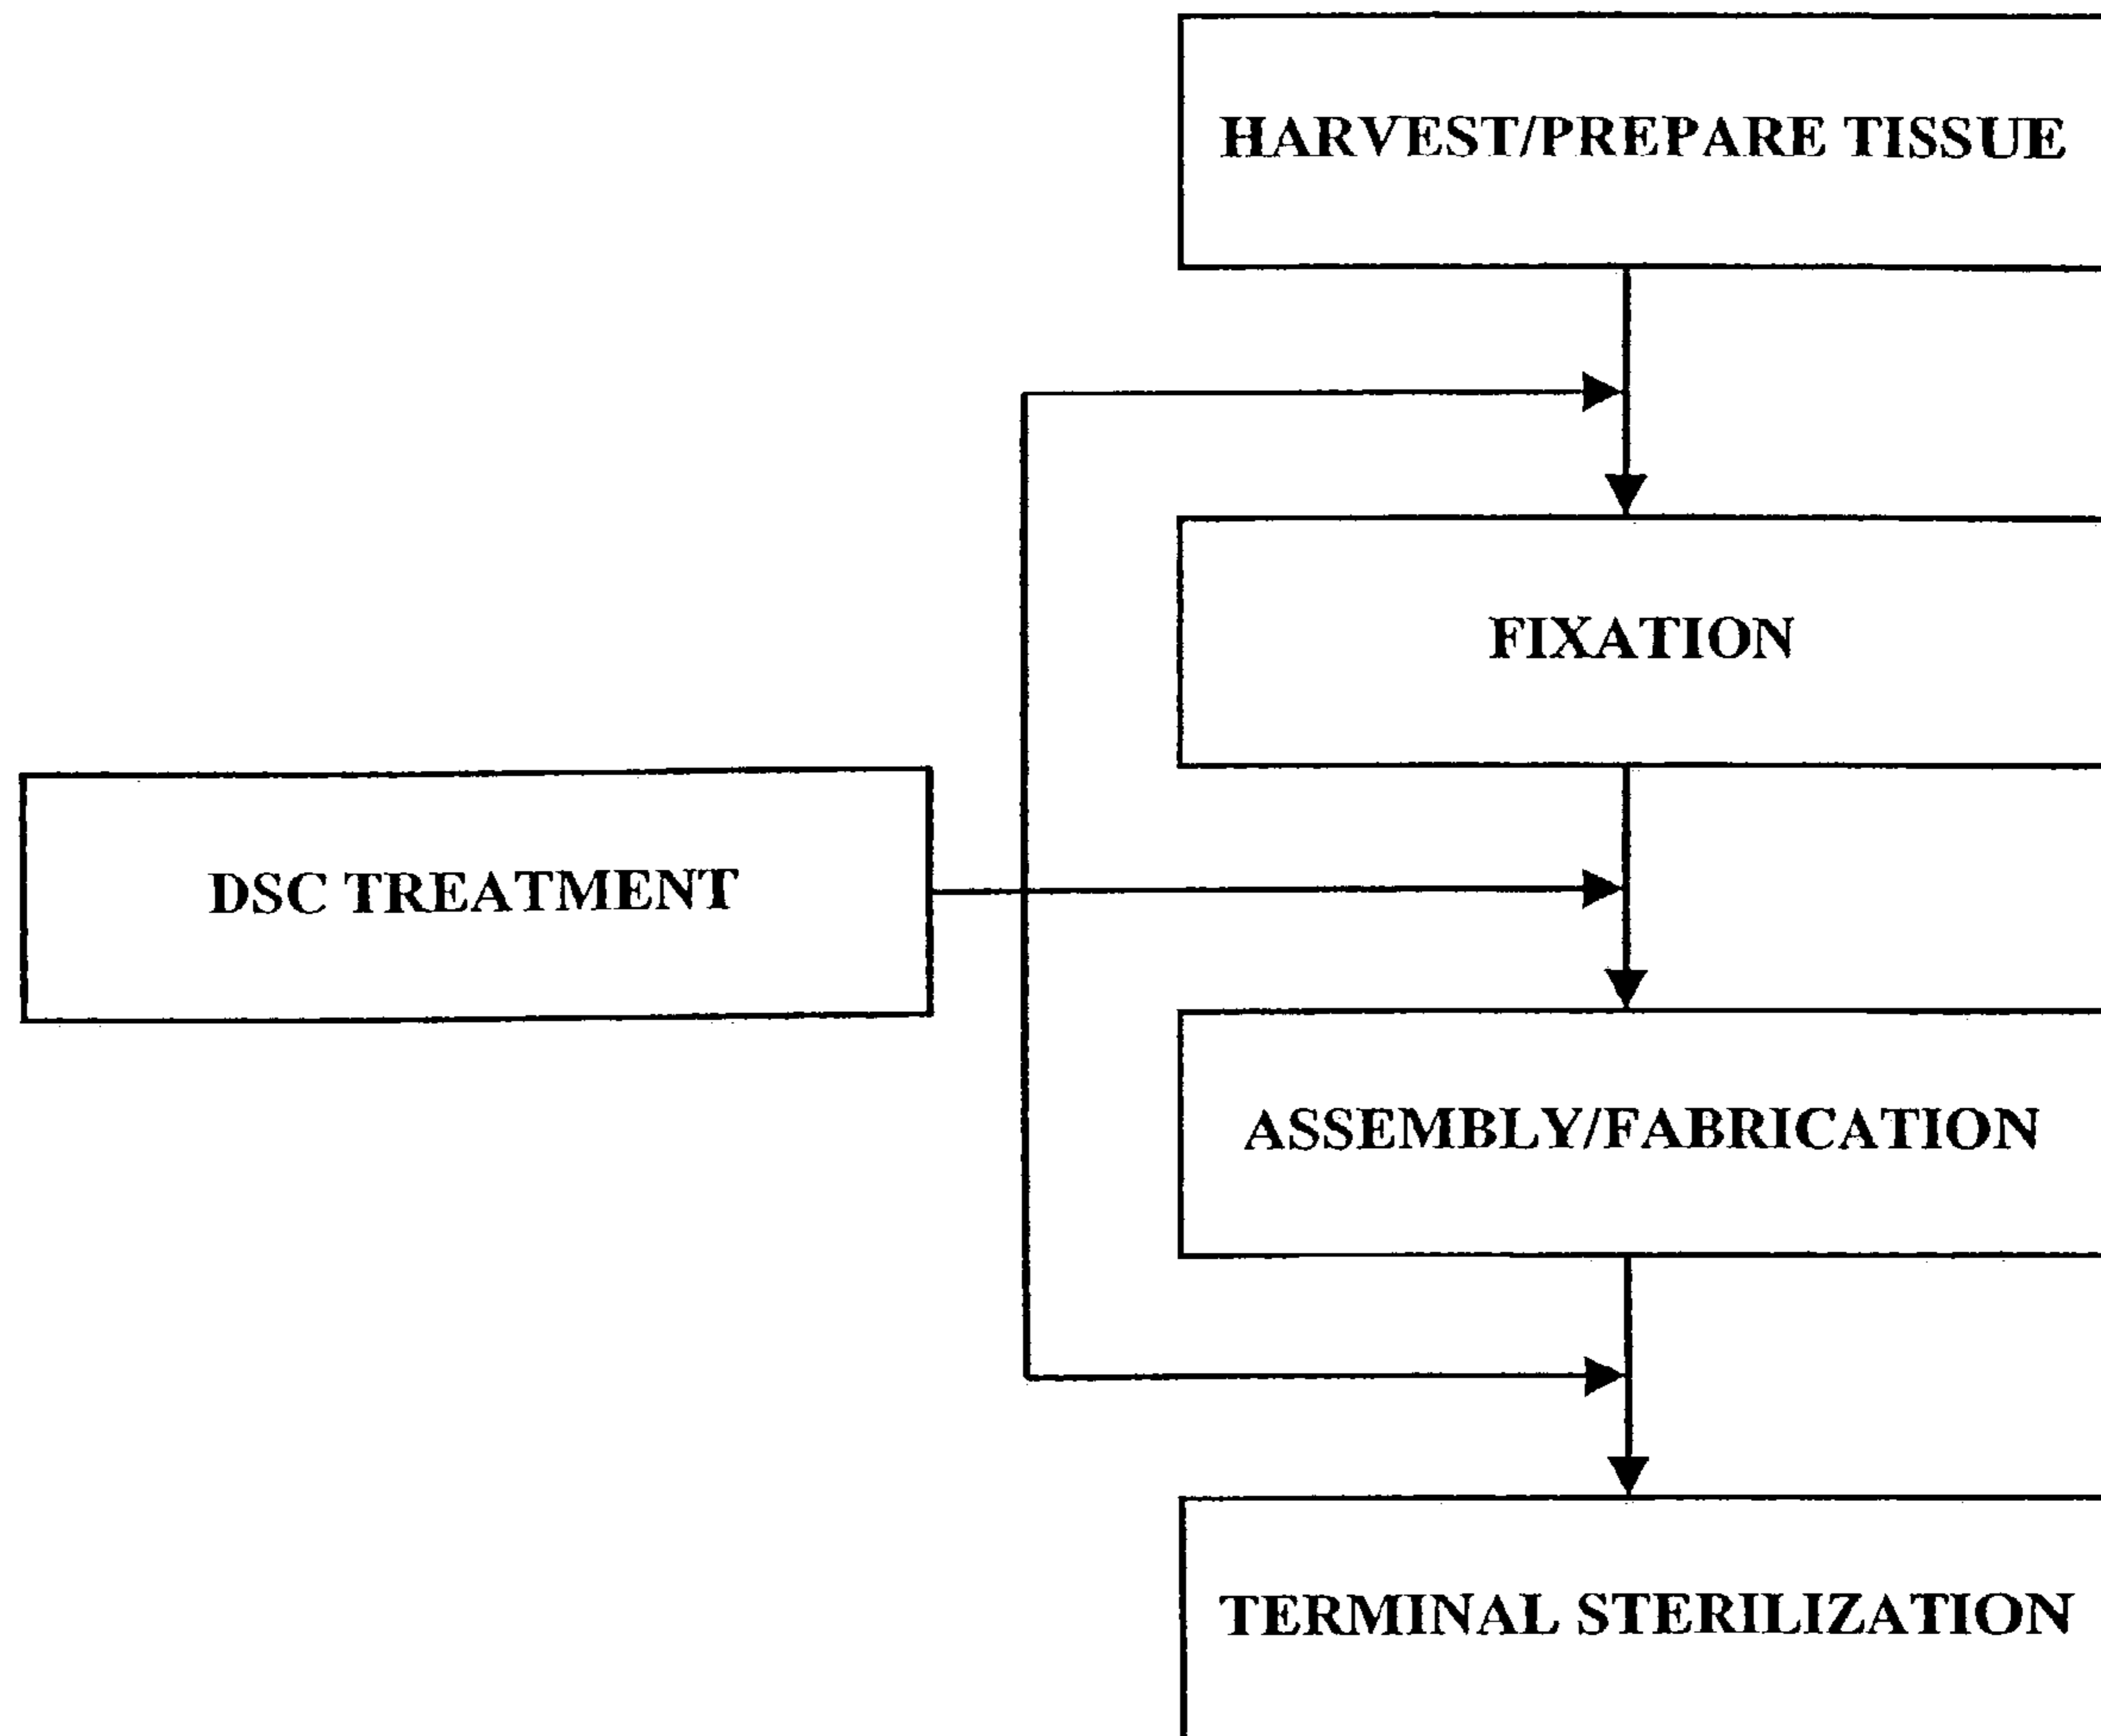 HARVEST/PREPARE TISSUE
FIXATION
DSC TREATMENT
ASSEMBLY/FABRICATION
TERMINAL STERILIZATION